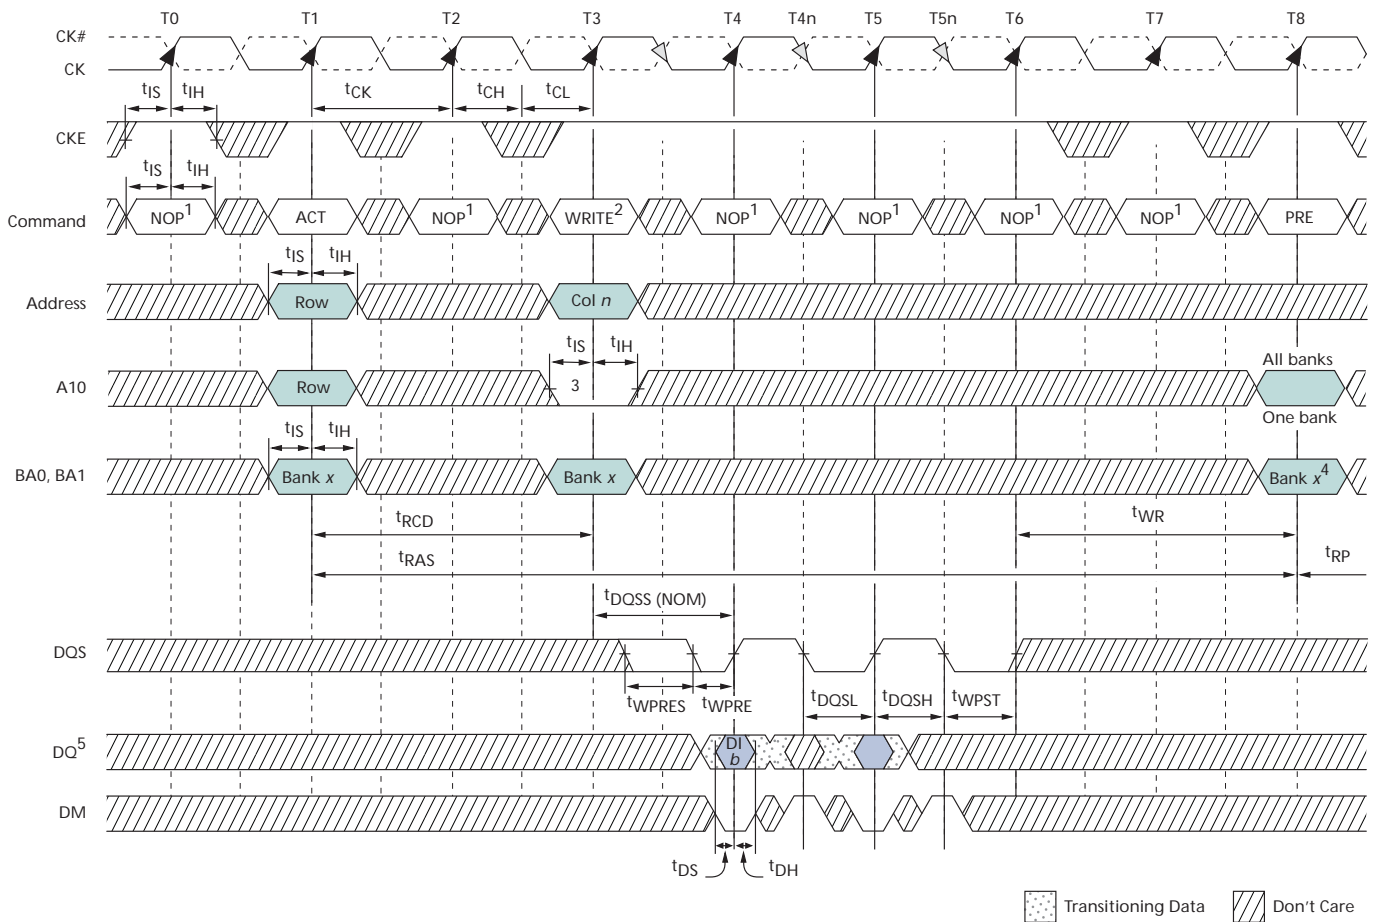 T0 T1 T2 T3 T4 T4n T5 T5n T6 T7 T8
CK#
CK
tIS tIH tCK tCH tCL
CKE
tIS tIH
Command NOP1 ACT NOP1 WRITE2 NOP1 NOP1 NOP1 NOP1 PRE
tIS tIH
Address Row Col n
tIS tIH
All banks
A10 Row 3
One bank
tIS tIH
BA0, BA1 Bank x Bank x Bank x4
tRCD tWR
tRAS tRP
tDQSS (NOM)
DQS
tWPRES tWPRE tDQSL tDQSH tWPST
DQ5 DI
b
DM
tDS tDH
Transitioning Data Don't Care